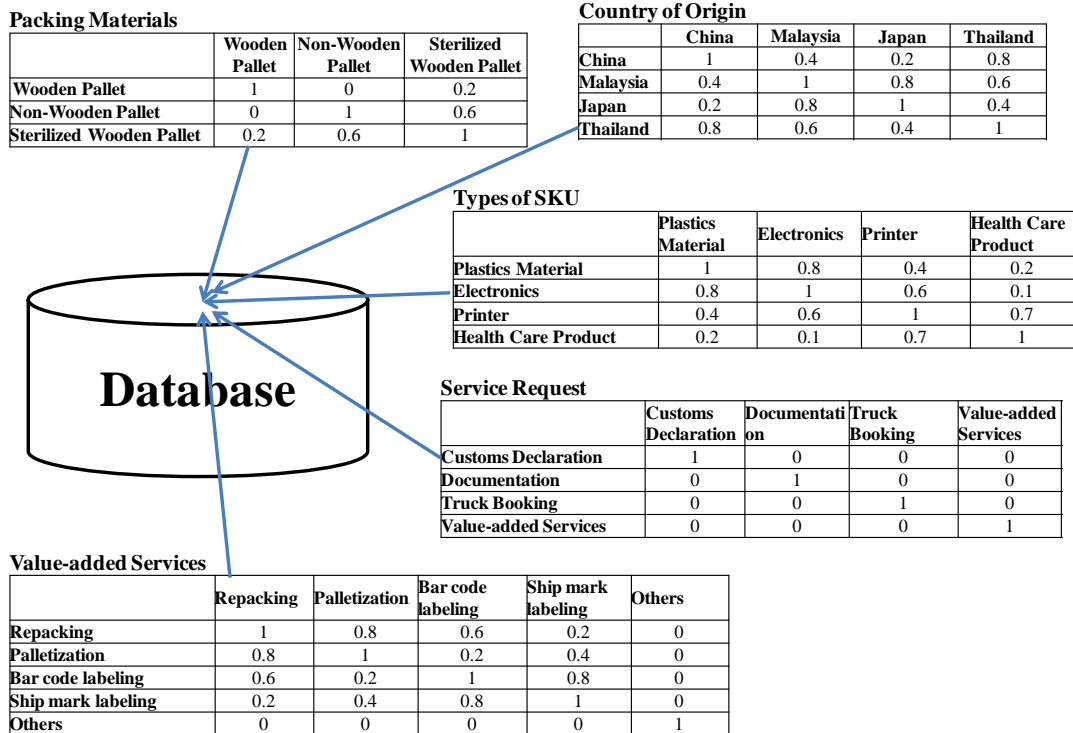 Packing Materials
Wooden Pallet Non-Wooden Pallet Sterilized Wooden Pallet
Wooden Pallet 1 0 0.2
Non-Wooden Pallet 0 1 0.6
Sterilized Wooden Pallet 0.2 0.6 1
Country of Origin
China Malaysia Japan Thailand
China 1 0.4 0.2 0.8
Malaysia 0.4 1 0.8 0.6
Japan 0.2 0.8 1 0.4
Thailand 0.8 0.6 0.4 1
Types of SKU
Plastics Material Electronics Printer Health Care Product
Plastics Material 1 0.8 0.4 0.2
Electronics 0.8 1 0.6 0.1
Printer 0.4 0.6 1 0.7
Health Care Product 0.2 0.1 0.7 1
Database
Service Request
Customs Declaration Documentation Truck Booking Value-added Services
Customs Declaration 1 0 0 0
Documentation 0 1 0 0
Truck Booking 0 0 1 0
Value-added Services 0 0 0 1
Value-added Services
Repacking Palletization Bar code labeling Ship mark labeling Others
Repacking 1 0.8 0.6 0.2 0
Palletization 0.8 1 0.2 0.4 0
Bar code labeling 0.6 0.2 1 0.8 0
Ship mark labeling 0.2 0.4 0.8 1 0
Others 0 0 0 0 1